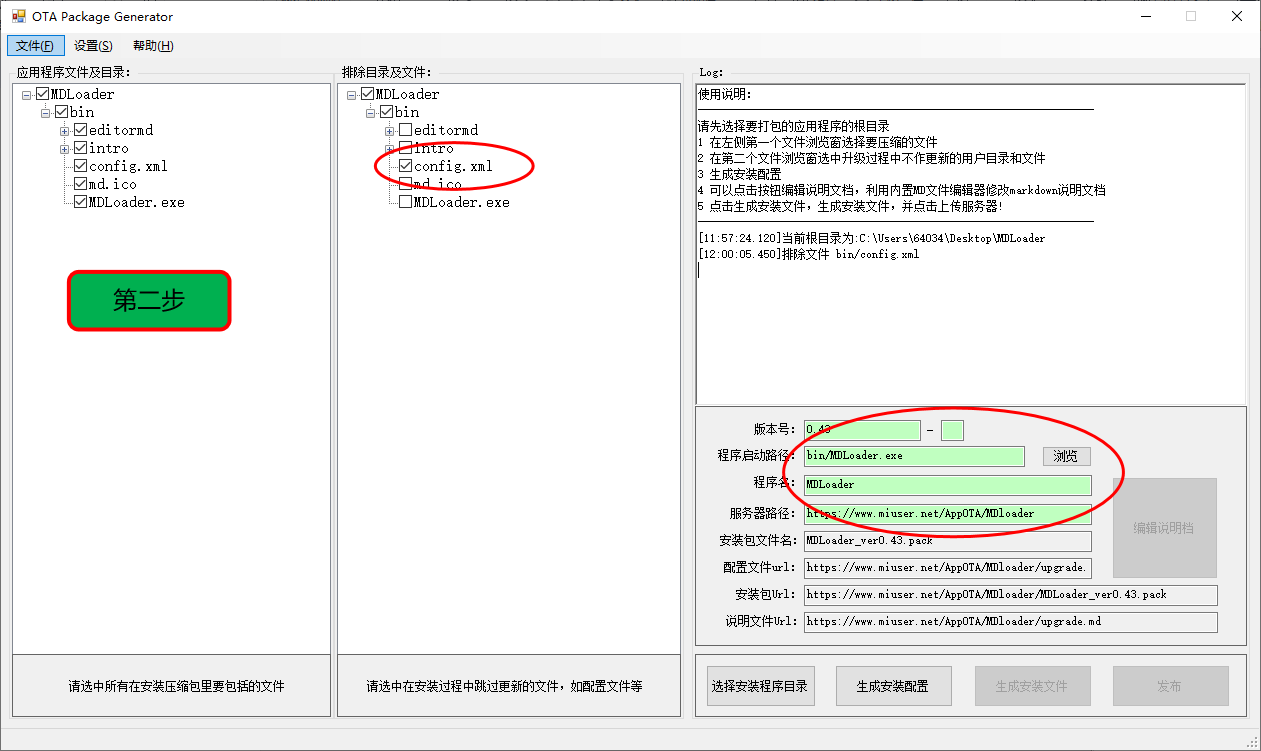 OTA Package Generator
文件(F) 设置(S) 帮助(H)
应用程序文件及目录:
MDLoader
bin
editormd
intro
config.xml
md.ico
MDLoader.exe
第二步
请选中所有在安装压缩包里要包括的文件
排除目录及文件:
MDLoader
bin
editormd
intro
config.xml
md.ico
MDLoader.exe
请选中在安装过程中跳过更新的文件，如配置文件等
Log:
使用说明:
请先选择要打包的应用程序的根目录
1 在左侧第一个文件浏览窗选择要压缩的文件
2 在第二个文件浏览窗选中升级过程中不作更新的用户目录和文件
3 生成安装配置
4 可以点击按钮编辑说明文档，利用内置MD文件编辑器修改markdown说明文档
5 点击生成安装文件，生成安装文件，并点击上传服务器!
[11:57:24.120]当前根目录为:C:\Users\64034\Desktop\MDLoader
[12:00:05.450]排除文件 bin/config.xml
版本号: 0.43 -
程序启动路径: bin/MDLoader.exe 浏览
程序名: MDLoader
服务器路径: https://www.miuser.net/AppOTA/MDloader
安装包文件名: MDLoader_ver0.43.pack
编辑说明档
配置文件url: https://www.miuser.net/AppOTA/MDloader/upgrade.
安装包Url: https://www.miuser.net/AppOTA/MDloader/MDLoader_ver0.43.pack
说明文件Url: https://www.miuser.net/AppOTA/MDloader/upgrade.md
选择安装程序目录 生成安装配置 生成安装文件 发布